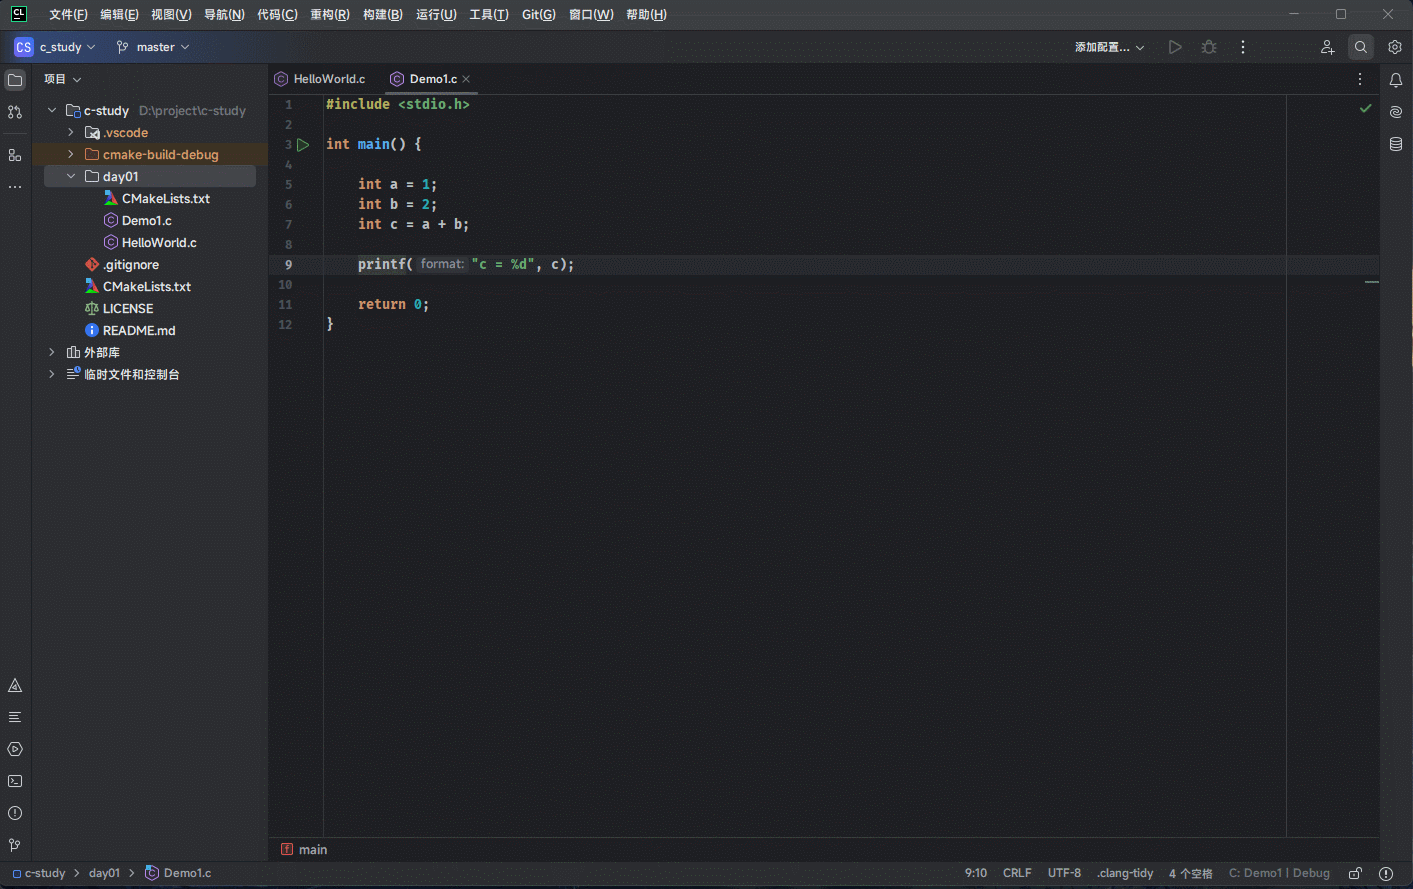 CL 文件(F) 编辑(E) 视图(V) 导航(N) 代码(C) 重构(R) 构建(B) 运行(U) 工具(T) Git(G) 窗口(W) 帮助(H)
CS c_study master 添加配置...
项目
HelloWorld.c Demo1.c
c-study D:\project\c-study
.vscode
cmake-build-debug
day01
CMakeLists.txt
Demo1.c
HelloWorld.c
.gitignore
CMakeLists.txt
LICENSE
README.md
外部库
临时文件和控制台
1 #include <stdio.h>
2
3 int main() {
4
5 int a = 1;
6 int b = 2;
7 int c = a + b;
8
9 printf( format: "c = %d", c);
10
11 return 0;
12 }
f main
c-study > day01 > Demo1.c 9:10 CRLF UTF-8 .clang-tidy 4 个空格 C: Demo1 | Debug